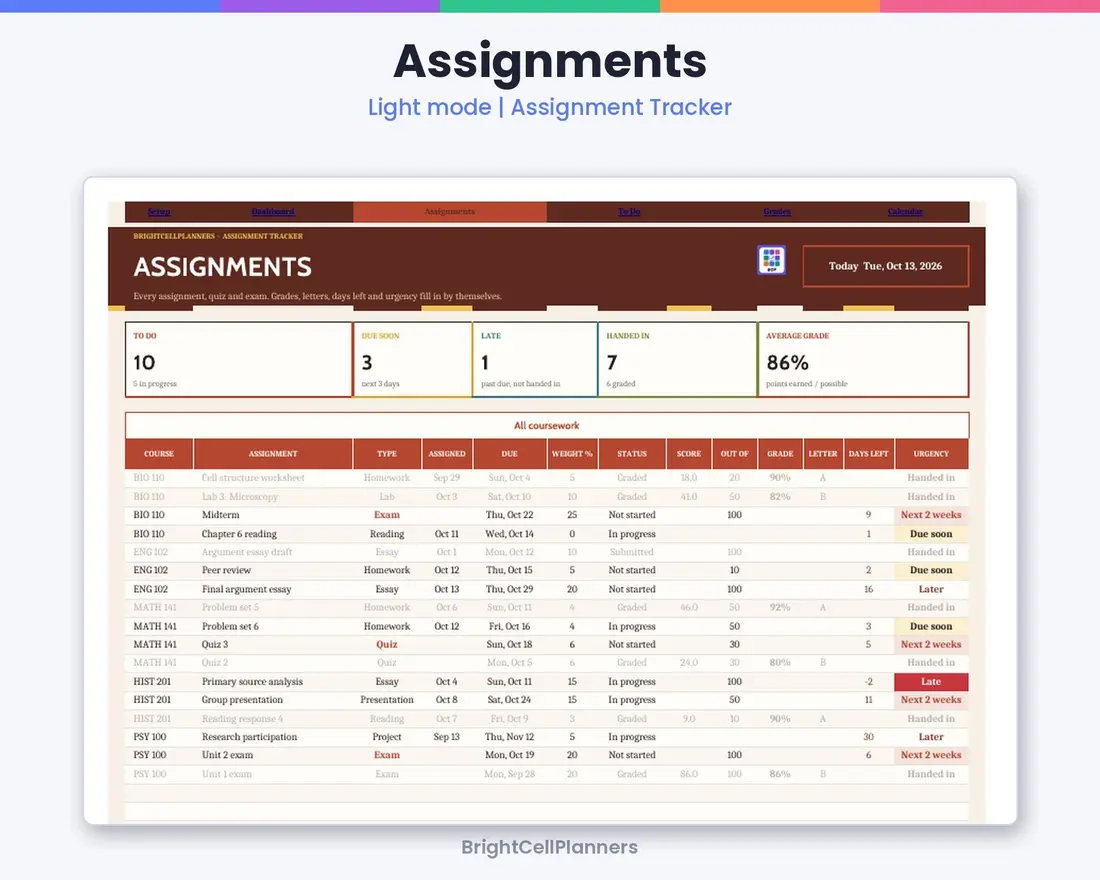 Assignments
Light mode | Assignment Tracker
Setup Dashboard Assignments To Do Grades Calendar
BRIGHTCELLPLANNERS · ASSIGNMENT TRACKER
ASSIGNMENTS
Today Tue, Oct 13, 2026
Every assignment, quiz and exam. Grades, letters, days left and urgency fill in by themselves.
TO DO DUE SOON LATE HANDED IN AVERAGE GRADE
10 3 1 7 86%
5 in progress next 3 days past due, not handed in 6 graded points earned / possible
All coursework
COURSE ASSIGNMENT TYPE ASSIGNED DUE WEIGHT % STATUS SCORE OUT OF GRADE LETTER DAYS LEFT URGENCY
BIO 110 Cell structure worksheet Homework Sep 29 Sun, Oct 4 5 Graded 18.0 20 90% A Handed in
BIO 110 Lab 3: Microscopy Lab Oct 3 Sat, Oct 10 10 Graded 41.0 50 82% B Handed in
BIO 110 Midterm Exam Thu, Oct 22 25 Not started 100 9 Next 2 weeks
BIO 110 Chapter 6 reading Reading Oct 11 Wed, Oct 14 0 In progress 1 Due soon
ENG 102 Argument essay draft Essay Oct 1 Mon, Oct 12 10 Submitted 100 Handed in
ENG 102 Peer review Homework Oct 12 Thu, Oct 15 5 Not started 10 2 Due soon
ENG 102 Final argument essay Essay Oct 13 Thu, Oct 29 20 Not started 100 16 Later
MATH 141 Problem set 5 Homework Oct 6 Sun, Oct 11 4 Graded 46.0 50 92% A Handed in
MATH 141 Problem set 6 Homework Oct 12 Fri, Oct 16 4 In progress 50 3 Due soon
MATH 141 Quiz 3 Quiz Sun, Oct 18 6 Not started 30 5 Next 2 weeks
MATH 141 Quiz 2 Quiz Mon, Oct 5 6 Graded 24.0 30 80% B Handed in
HIST 201 Primary source analysis Essay Oct 4 Sun, Oct 11 15 In progress 100 -2 Late
HIST 201 Group presentation Presentation Oct 8 Sat, Oct 24 15 In progress 50 11 Next 2 weeks
HIST 201 Reading response 4 Reading Oct 7 Fri, Oct 9 3 Graded 9.0 10 90% A Handed in
PSY 100 Research participation Project Sep 13 Thu, Nov 12 5 In progress 30 Later
PSY 100 Unit 2 exam Exam Mon, Oct 19 20 Not started 100 6 Next 2 weeks
PSY 100 Unit 1 exam Exam Mon, Sep 28 20 Graded 86.0 100 86% B Handed in
BrightCellPlanners